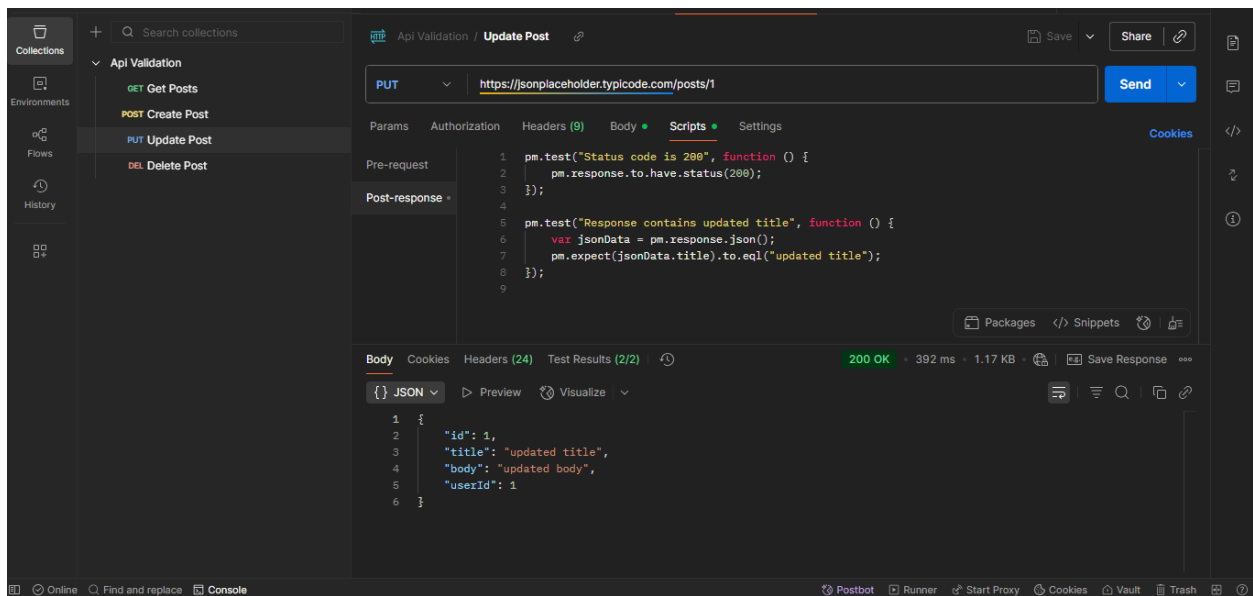 Collections
Environments
Flows
History
Search collections
Api Validation
GET Get Posts
POST Create Post
PUT Update Post
DEL Delete Post
HTTP Api Validation / Update Post
Save
Share
PUT https://jsonplaceholder.typicode.com/posts/1
Send
Params Authorization Headers (9) Body Scripts Settings
Cookies
Pre-request
Post-response
1 pm.test("Status code is 200", function () {
2 pm.response.to.have.status(200);
3 });
4
5 pm.test("Response contains updated title", function () {
6 var jsonData = pm.response.json();
7 pm.expect(jsonData.title).to.eql("updated title");
8 });
9
Packages </> Snippets
Body Cookies Headers (24) Test Results (2/2)
200 OK 392 ms 1.17 KB e.g. Save Response
{} JSON Preview Visualize
1 {
2 "id": 1,
3 "title": "updated title",
4 "body": "updated body",
5 "userId": 1
6 }
Online Find and replace Console
Postbot Runner Start Proxy Cookies Vault Trash